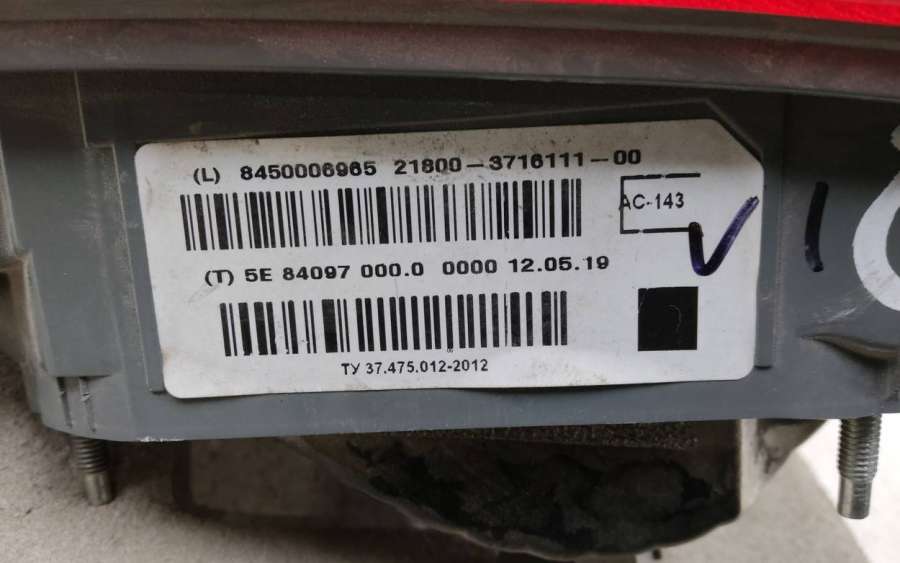 (L) 8450006965 21800-3716111-00
AC-143
(T) 5E 84097 000.0 0000 12.05.19
ТУ 37.475.012-2012